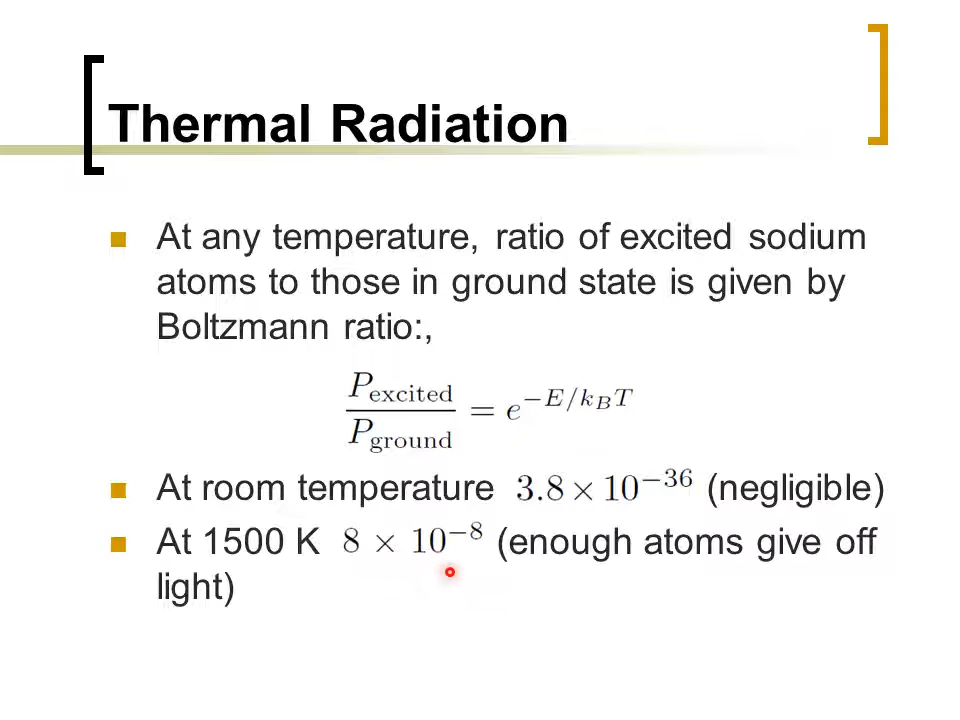 Thermal Radiation
At any temperature, ratio of excited sodium
atoms to those in ground state is given by
Boltzmann ratio:,
P_excited / P_ground = e^{-E/k_B T}
At room temperature 3.8 × 10^{-36} (negligible)
At 1500 K 8 × 10^{-8} (enough atoms give off
light)